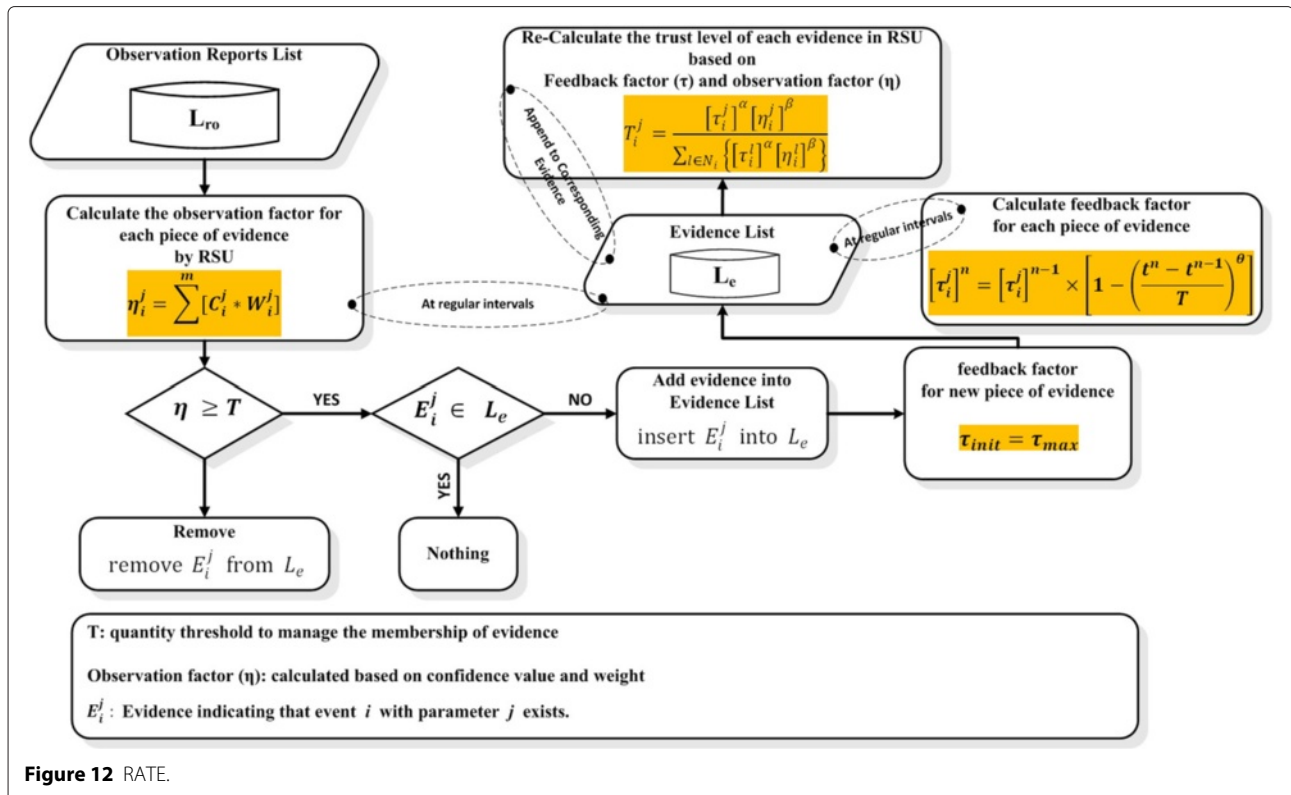 Observation Reports List
L_ro
Calculate the observation factor for
each piece of evidence
by RSU
η_i^j = ∑^m [C_i^j * W_i^j]
At regular intervals
η ≥ T
YES
E_i^j ∈ L_e
NO
YES
Remove
remove E_i^j from L_e
Nothing
Add evidence into
Evidence List
insert E_i^j into L_e
feedback factor
for new piece of evidence
τ_init = τ_max
Evidence List
L_e
At regular intervals
Calculate feedback factor
for each piece of evidence
[τ_i^j]^n = [τ_i^j]^{n-1} × [1 − ((t^n − t^{n−1})/T)^θ]
Append to Corresponding
Evidence
Re-Calculate the trust level of each evidence in RSU
based on
Feedback factor (τ) and observation factor (η)
T_i^j = [τ_i^j]^α [η_i^j]^β / ∑_{l∈N_i} {[τ_i^l]^α [η_i^l]^β}
T: quantity threshold to manage the membership of evidence
Observation factor (η): calculated based on confidence value and weight
E_i^j : Evidence indicating that event i with parameter j exists.
Figure 12 RATE.